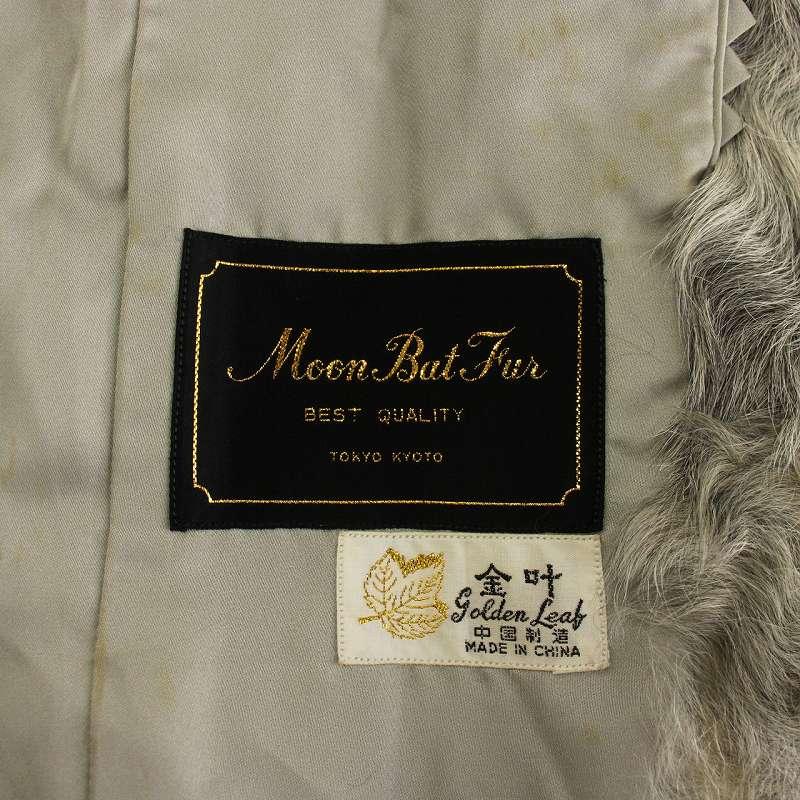 Moon Bat Fur
BEST QUALITY
TOKYO KYOTO
金叶
Golden Leaf
中国制造
MADE IN CHINA